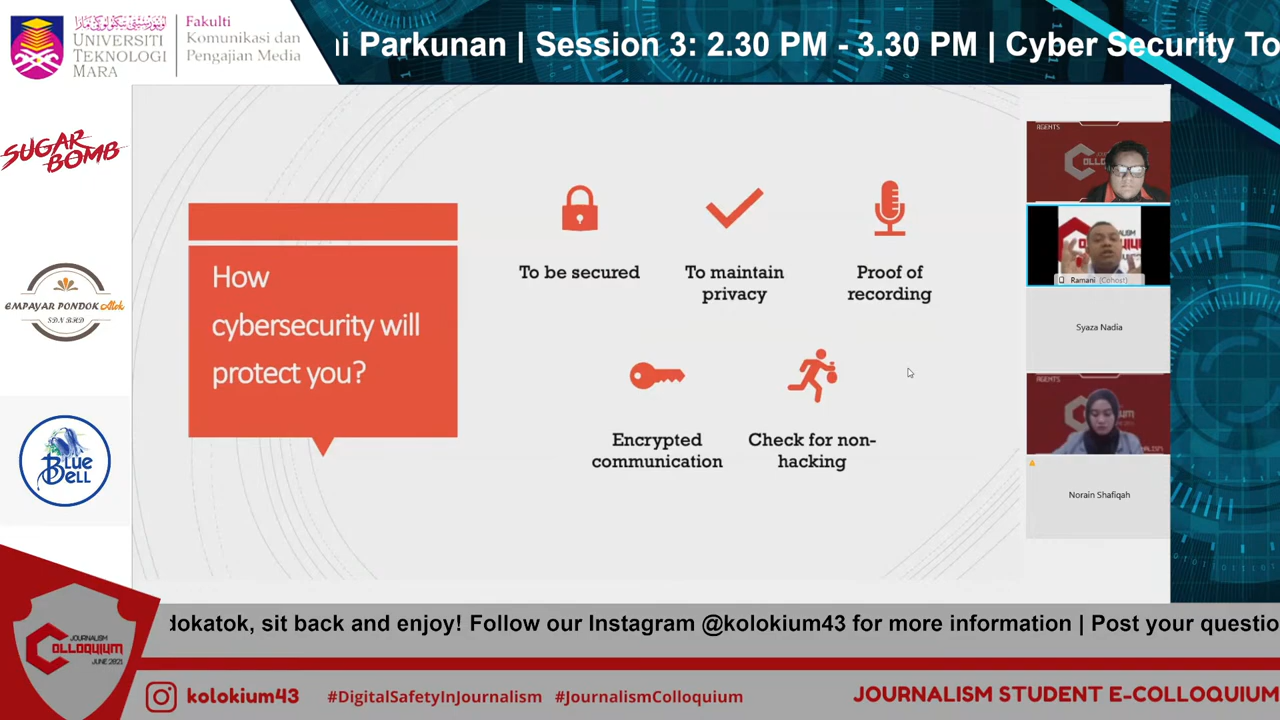 UNIVERSITI
TEKNOLOGI
MARA
Fakulti
Komunikasi dan
Pengajian Media
ni Parkunan | Session 3: 2.30 PM - 3.30 PM | Cyber Security To
SUGAR
BOMB
EMPAYAR PONDOK Atok
SDN BHD
BLUE
BELL
How
cybersecurity will
protect you?
To be secured
To maintain
privacy
Proof of
recording
Encrypted
communication
Check for non-
hacking
AGENTS
Ramani (Cohost)
Syaza Nadia
AGENTS
Norain Shafiqah
dokatok, sit back and enjoy! Follow our Instagram @kolokium43 for more information | Post your questio
JOURNALISM
COLLOQUIUM
JUNE 2021
kolokium43
#DigitalSafetyInJournalism #JournalismColloquium
JOURNALISM STUDENT E-COLLOQUIUM